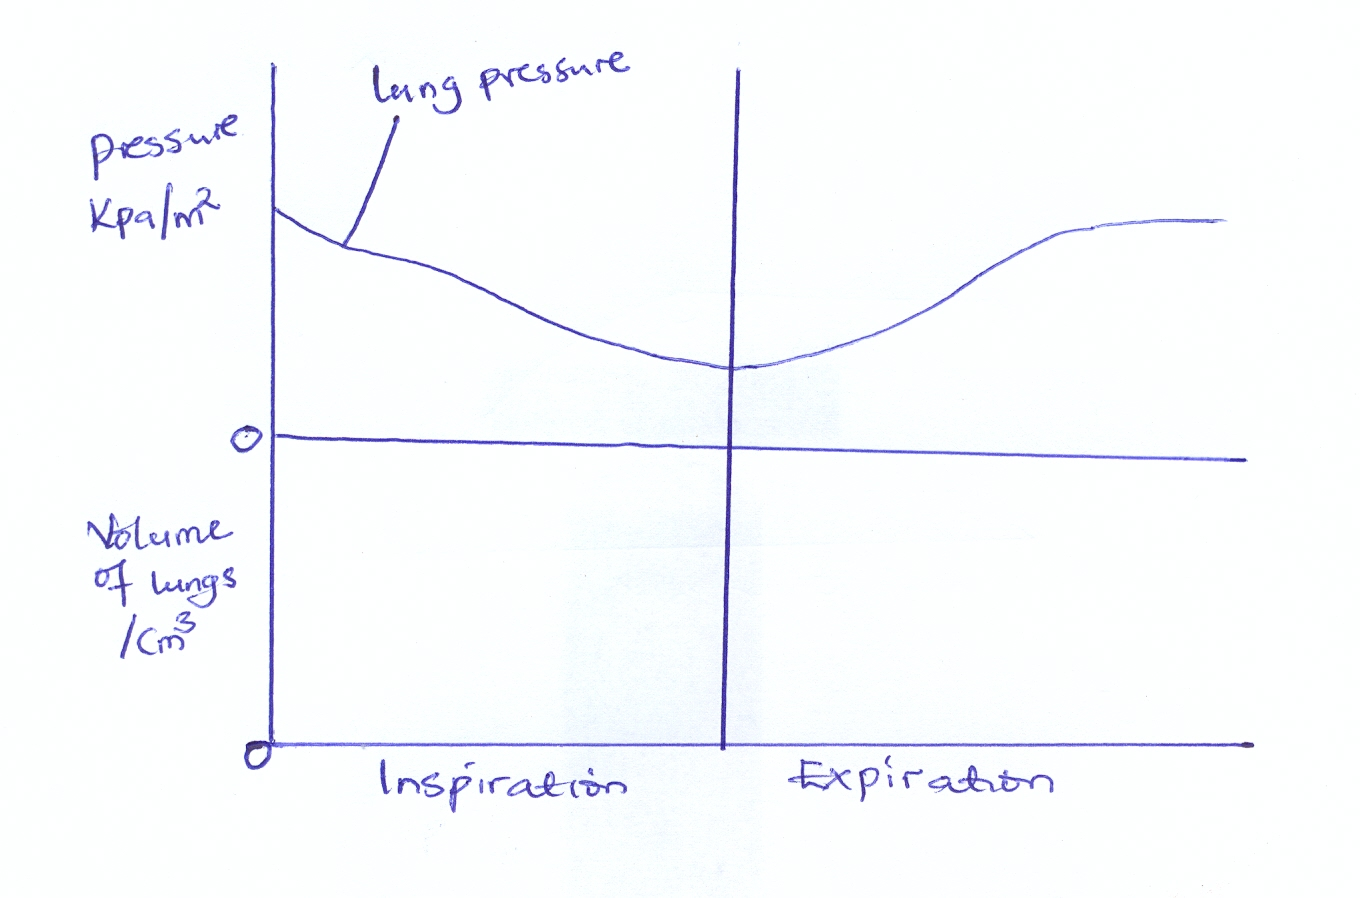 lung pressure
Pressure
Kpa/m²
0
Volume
of lungs
/Cm³
0
Inspiration
Expiration